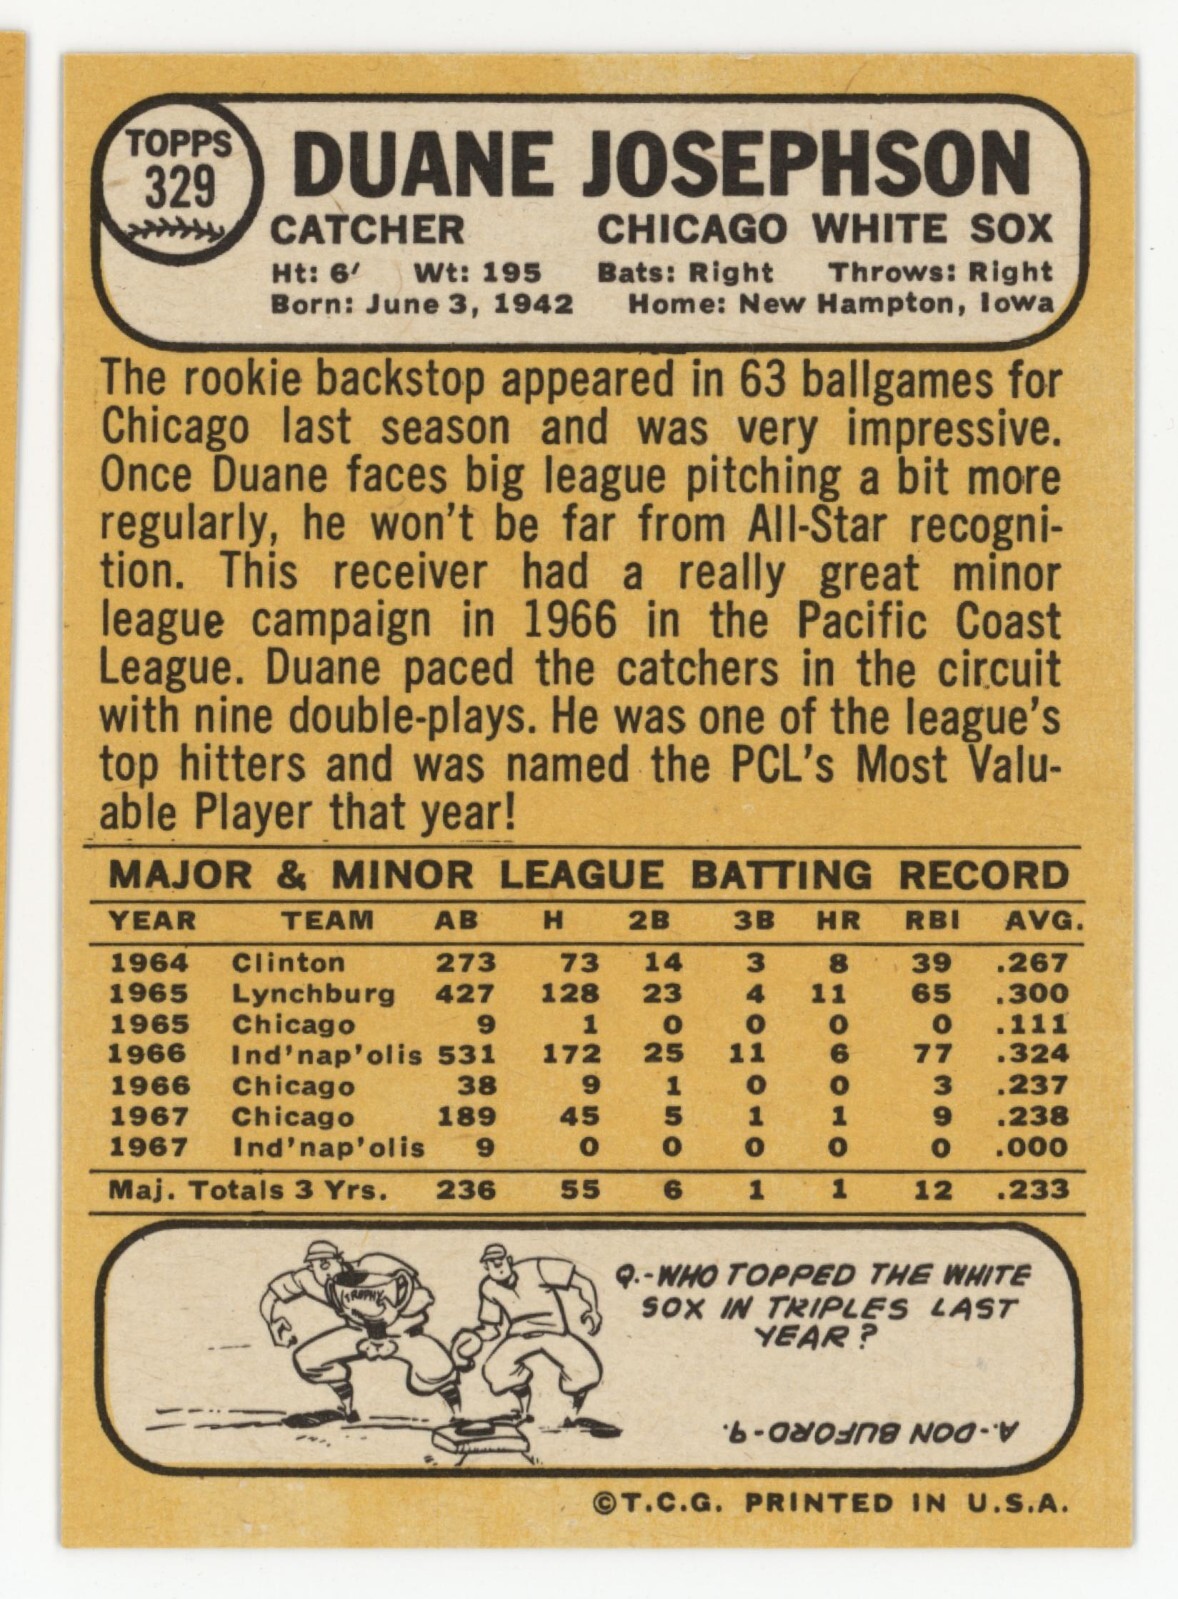 TOPPS
329
DUANE JOSEPHSON
CATCHER CHICAGO WHITE SOX
Ht: 6′ Wt: 195 Bats: Right Throws: Right
Born: June 3, 1942 Home: New Hampton, Iowa
The rookie backstop appeared in 63 ballgames for
Chicago last season and was very impressive.
Once Duane faces big league pitching a bit more
regularly, he won't be far from All-Star recogni-
tion. This receiver had a really great minor
league campaign in 1966 in the Pacific Coast
League. Duane paced the catchers in the circuit
with nine double-plays. He was one of the league's
top hitters and was named the PCL's Most Valu-
able Player that year!
MAJOR & MINOR LEAGUE BATTING RECORD
YEAR TEAM AB H 2B 3B HR RBI AVG.
1964 Clinton 273 73 14 3 8 39 .267
1965 Lynchburg 427 128 23 4 11 65 .300
1965 Chicago 9 1 0 0 0 0 .111
1966 Ind'nap'olis 531 172 25 11 6 77 .324
1966 Chicago 38 9 1 0 0 3 .237
1967 Chicago 189 45 5 1 1 9 .238
1967 Ind'nap'olis 9 0 0 0 0 0 .000
Maj. Totals 3 Yrs. 236 55 6 1 1 12 .233
TROPHY
Q.-WHO TOPPED THE WHITE
SOX IN TRIPLES LAST
YEAR?
A.-DON BUFORD-9.
©T.C.G. PRINTED IN U.S.A.